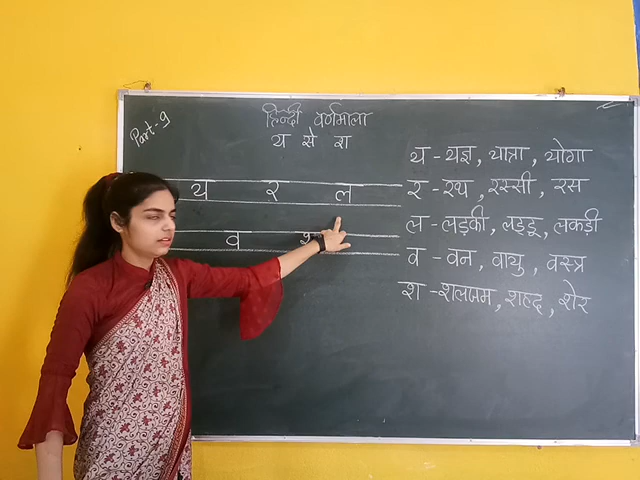 Part-9
हिन्दी वर्णमाला
य से श
य र ल
व श
य - यज्ञ, यात्रा, योगा
र - रथ, रस्सी, रस
ल - लड़की, लड्डू, लकड़ी
व - वन, वायु, वस्त्र
श - शलजम, शहद, शेर